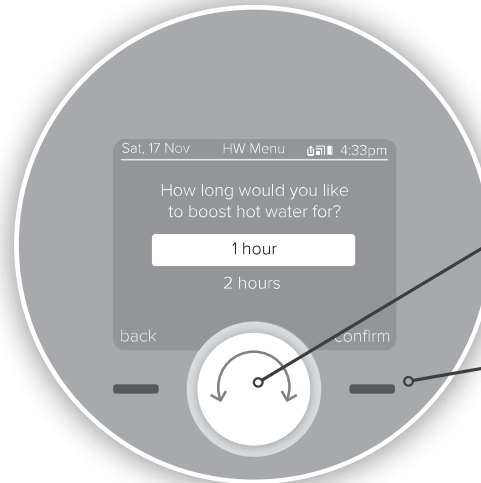 Sat, 17 Nov HW Menu 4:33pm
How long would you like
to boost hot water for?
1 hour
2 hours
back confirm